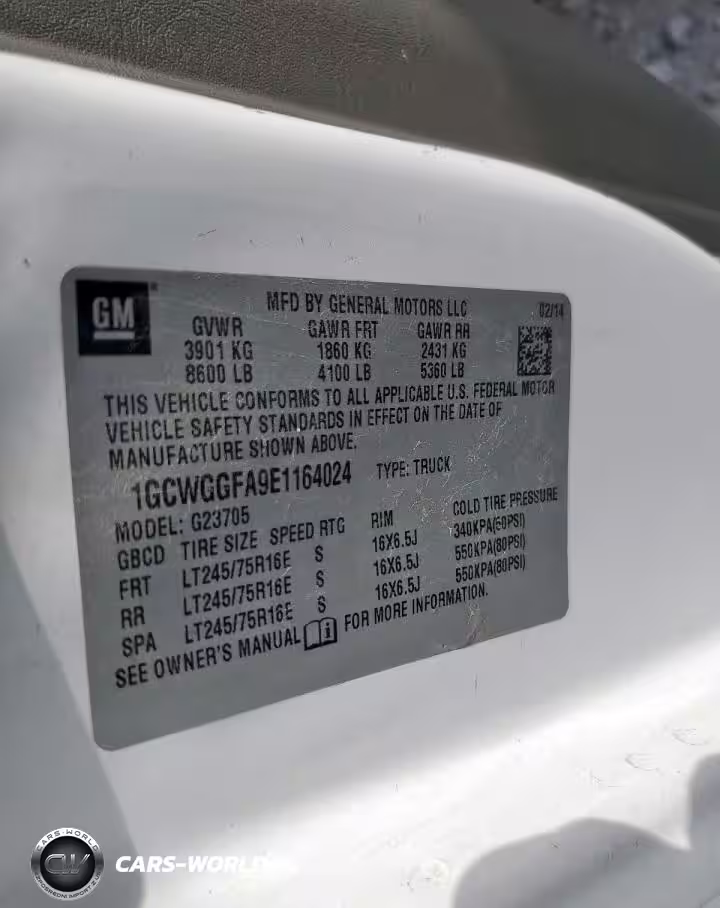 GM
MFD BY GENERAL MOTORS LLC 02/14
GVWR GAWR FRT GAWR RR
3901 KG 1860 KG 2431 KG
8600 LB 4100 LB 5360 LB
THIS VEHICLE CONFORMS TO ALL APPLICABLE U.S. FEDERAL MOTOR
VEHICLE SAFETY STANDARDS IN EFFECT ON THE DATE OF
MANUFACTURE SHOWN ABOVE.
1GCWGGFA9E1164024 TYPE: TRUCK
MODEL: G23705
GBCD TIRE SIZE SPEED RTG RIM COLD TIRE PRESSURE
FRT LT245/75R16E S 16X6.5J 340KPA(50PSI)
RR LT245/75R16E S 16X6.5J 550KPA(80PSI)
SPA LT245/75R16E S 16X6.5J 550KPA(80PSI)
SEE OWNER'S MANUAL FOR MORE INFORMATION.
CARS-WORLD
CW
CARS-WORL